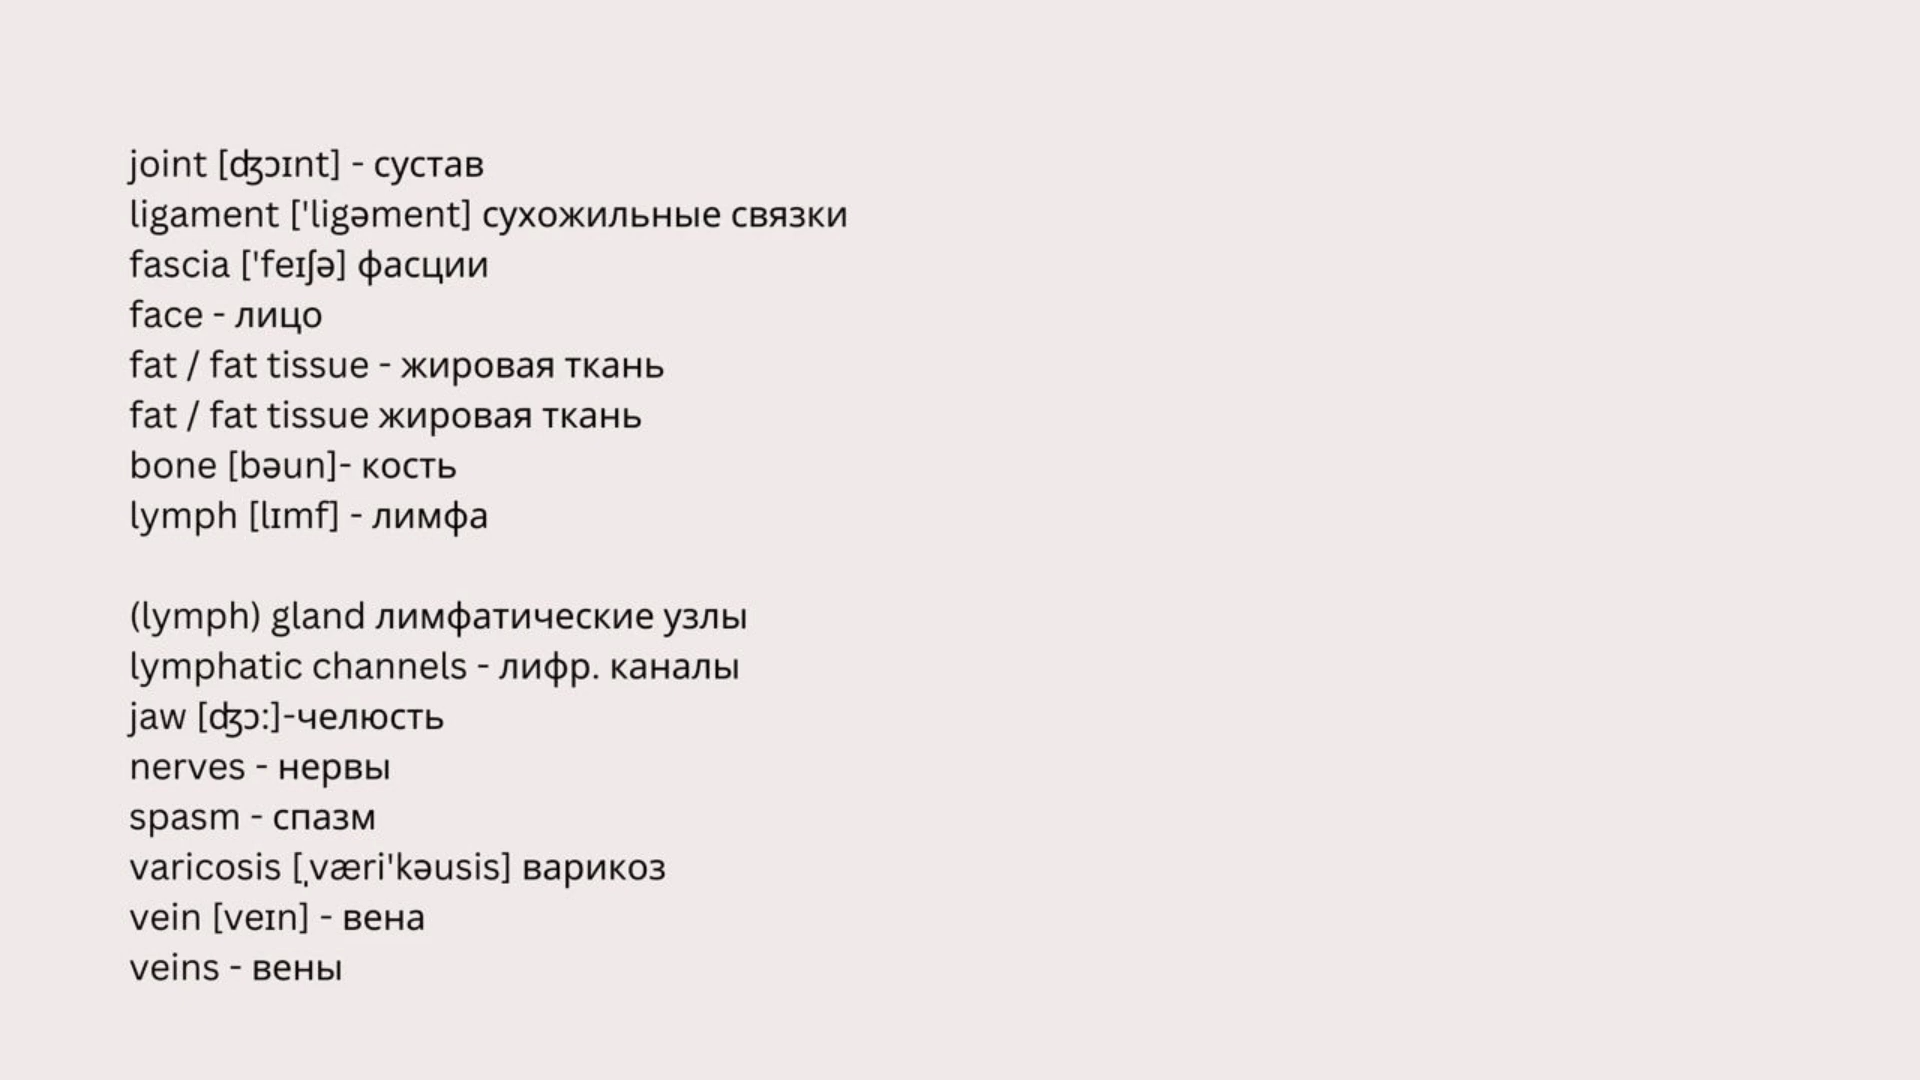 joint [ʤɔɪnt] - сустав
ligament ['ligəment] сухожильные связки
fascia ['feɪʃə] фасции
face - лицо
fat / fat tissue - жировая ткань
fat / fat tissue жировая ткань
bone [bəun]- кость
lymph [lɪmf] - лимфа
(lymph) gland лимфатические узлы
lymphatic channels - лифр. каналы
jaw [ʤɔ:]-челюсть
nerves - нервы
spasm - спазм
varicosis [ˌværi'kəusis] варикоз
vein [veɪn] - вена
veins - вены